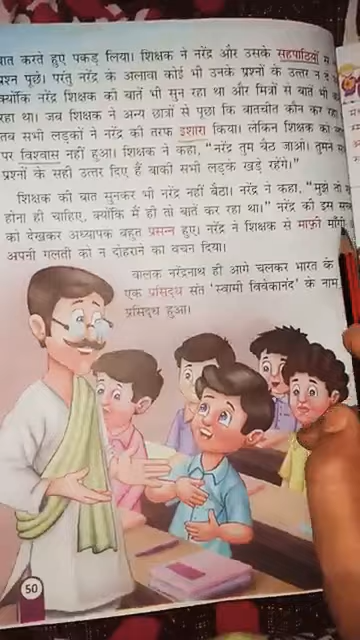 बात करते हुए पकड़ लिया। शिक्षक ने नरेंद्र और उसके सहपाठियों से
प्रश्न पूछे। परंतु नरेंद्र के अलावा कोई भी उनके प्रश्नों के उत्तर न
क्योंकि नरेंद्र शिक्षक की बातें भी सुन रहा था और मित्रों से बातें भी
रहा था। जब शिक्षक ने अन्य छात्रों से पूछा कि बातचीत कौन कर रहा
तब सभी लड़कों ने नरेंद्र की तरफ इशारा किया। लेकिन शिक्षक को
पर विश्वास नहीं हुआ। शिक्षक ने कहा, “नरेंद्र तुम बैठ जाओ। तुमने
प्रश्नों के सही उत्तर दिए हैं बाकी सभी लड़के खड़े रहेंगे।”
शिक्षक की बात सुनकर भी नरेंद्र नहीं बैठा। नरेंद्र ने कहा, “मुझे तो
होना ही चाहिए, क्योंकि मैं ही तो बातें कर रहा था।” नरेंद्र की इस
को देखकर अध्यापक बहुत प्रसन्न हुए। नरेंद्र ने शिक्षक से माफ़ी माँगी
अपनी गलती को न दोहराने का वचन दिया।
बालक नरेंद्रनाथ ही आगे चलकर भारत के
एक प्रसिद्ध संत ‘स्वामी विवेकानंद’ के नाम
प्रसिद्ध हुआ।
50